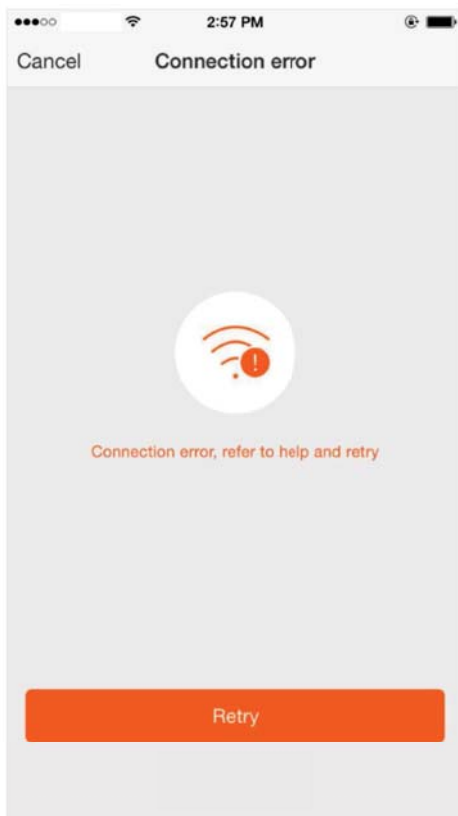 2:57 PM
Cancel Connection error
Connection error, refer to help and retry
Retry